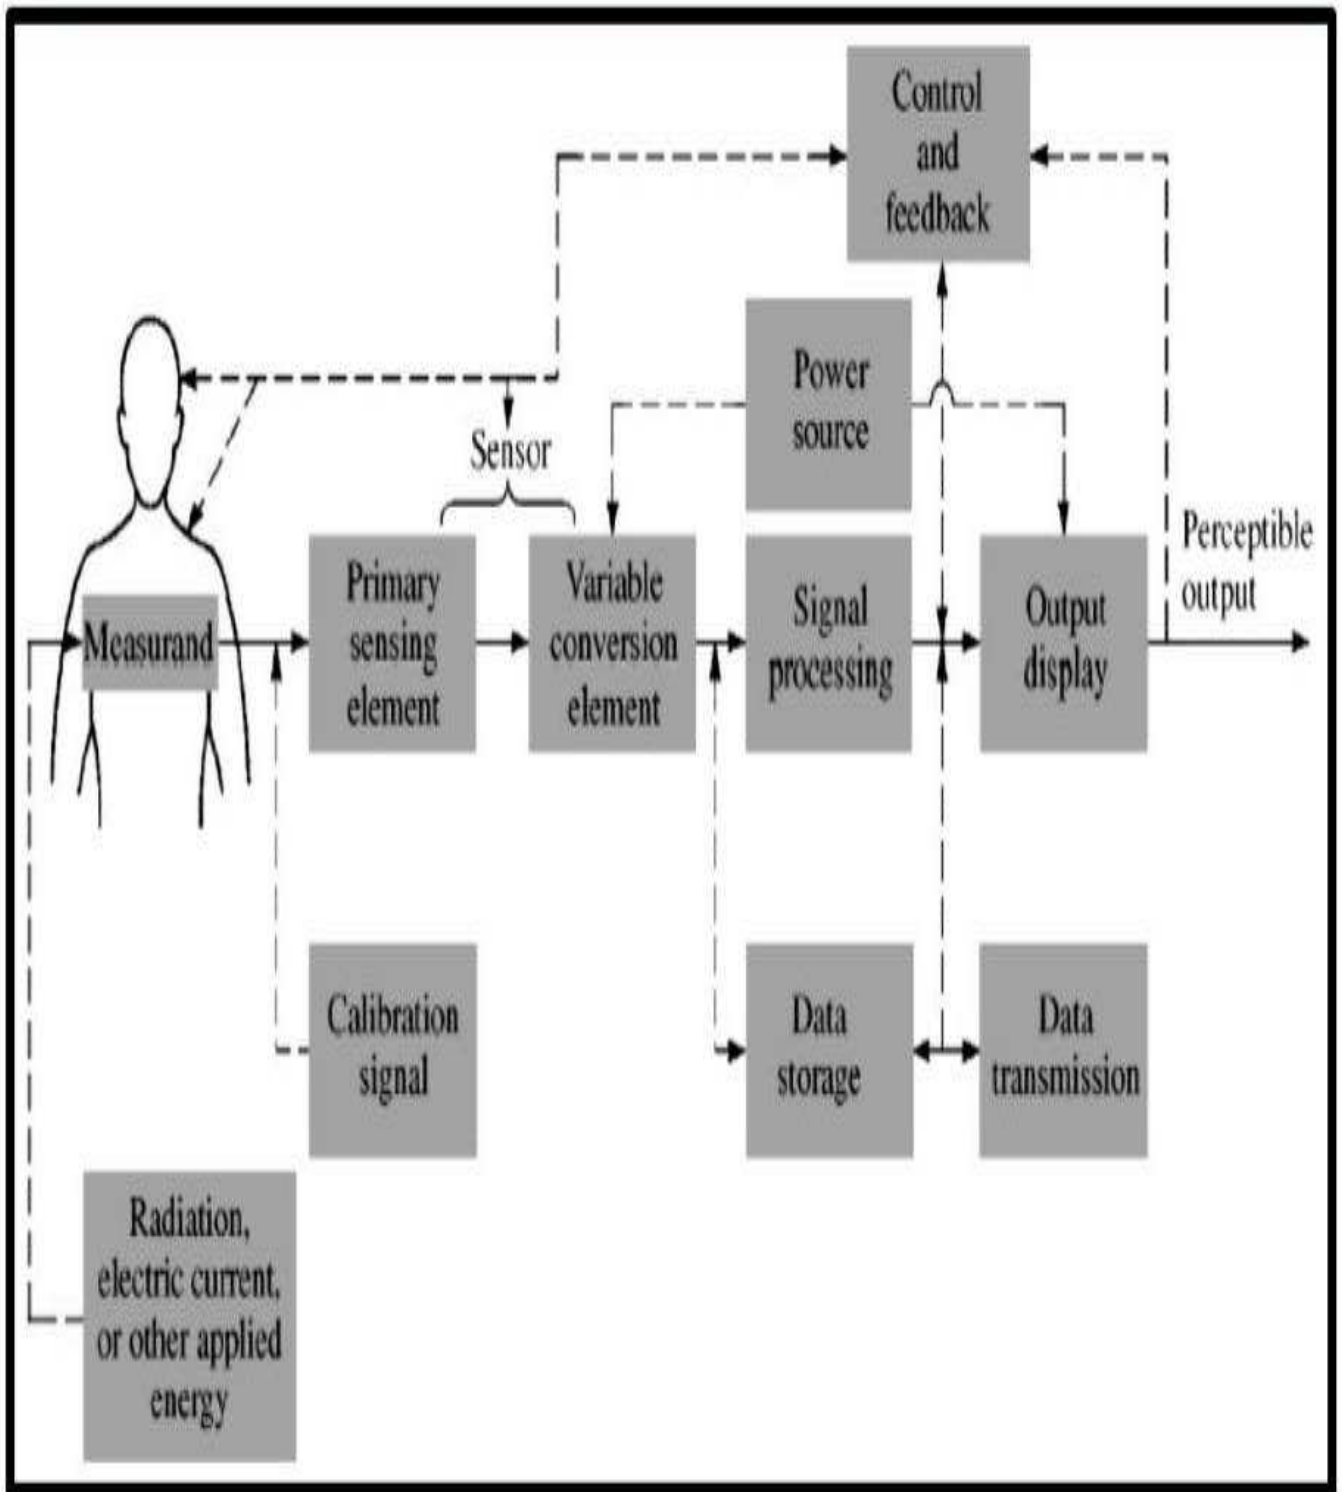 Control
and
feedback
Power
source
Sensor
Perceptible
output
Measurand
Primary
sensing
element
Variable
conversion
element
Signal
processing
Output
display
Calibration
signal
Data
storage
Data
transmission
Radiation,
electric current,
or other applied
energy